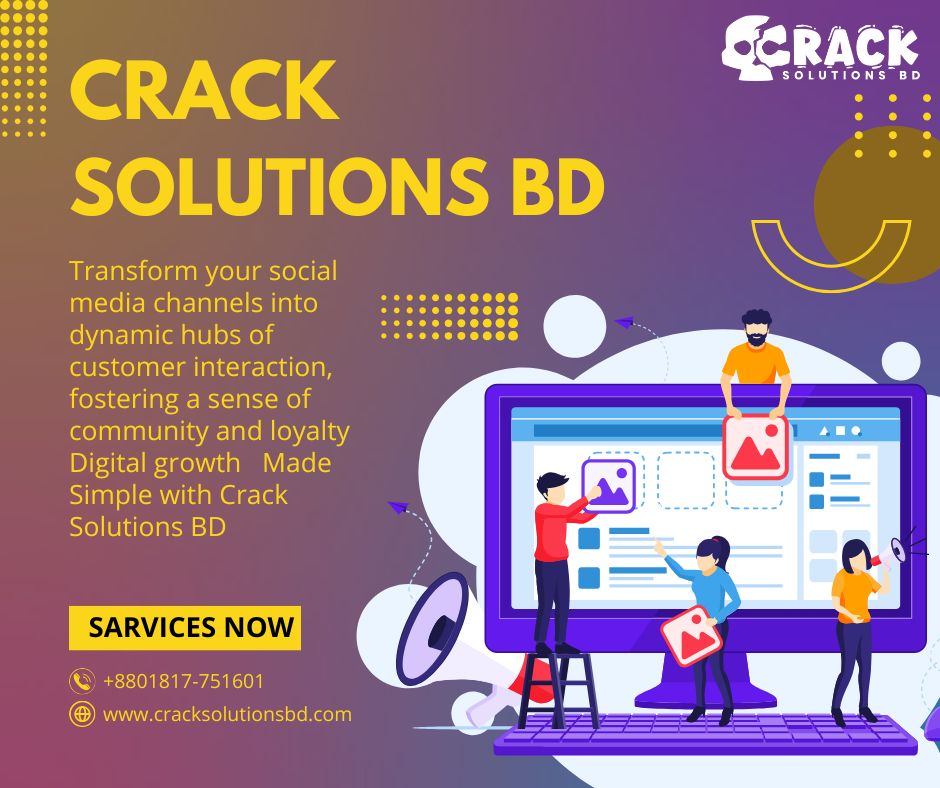 CRACK
SOLUTIONS BD
CRACK
SOLUTIONS BD
Transform your social
media channels into
dynamic hubs of
customer interaction,
fostering a sense of
community and loyalty
Digital growth   Made
Simple with Crack
Solutions BD
SARVICES NOW
+8801817-751601
www.cracksolutionsbd.com